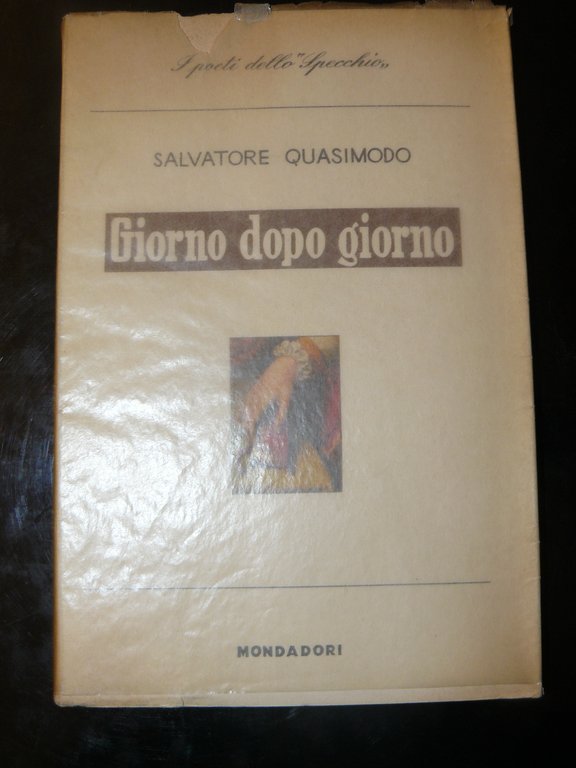 I poeti dello "Specchio„
SALVATORE QUASIMODO
Giorno dopo giorno
MONDADORI